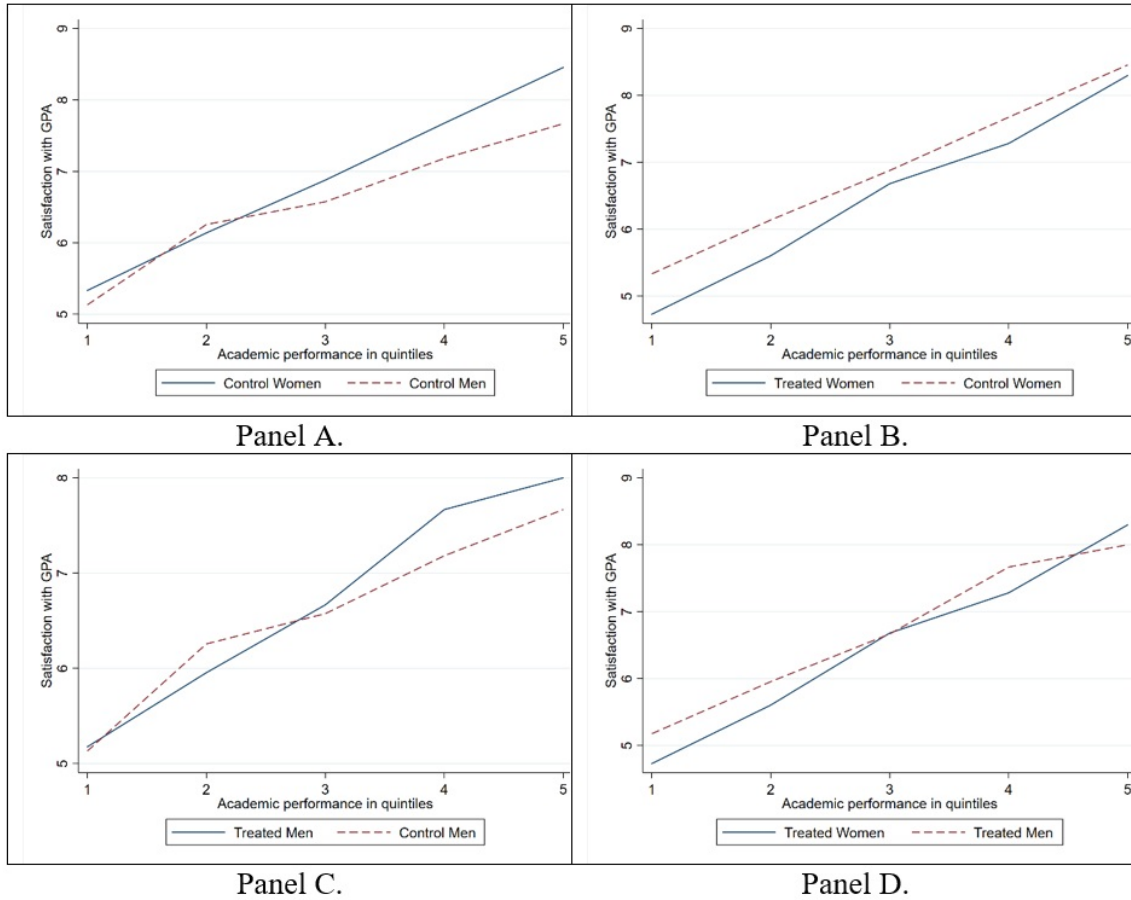 9
8
7
6
5
Satisfaction with GPA
1 2 3 4 5
Academic performance in quintiles
Control Women Control Men
Panel A.
9
8
7
6
5
Satisfaction with GPA
1 2 3 4 5
Academic performance in quintiles
Treated Women Control Women
Panel B.
8
7
6
5
Satisfaction with GPA
1 2 3 4 5
Academic performance in quintiles
Treated Men Control Men
Panel C.
9
8
7
6
5
Satisfaction with GPA
1 2 3 4 5
Academic performance in quintiles
Treated Women Treated Men
Panel D.